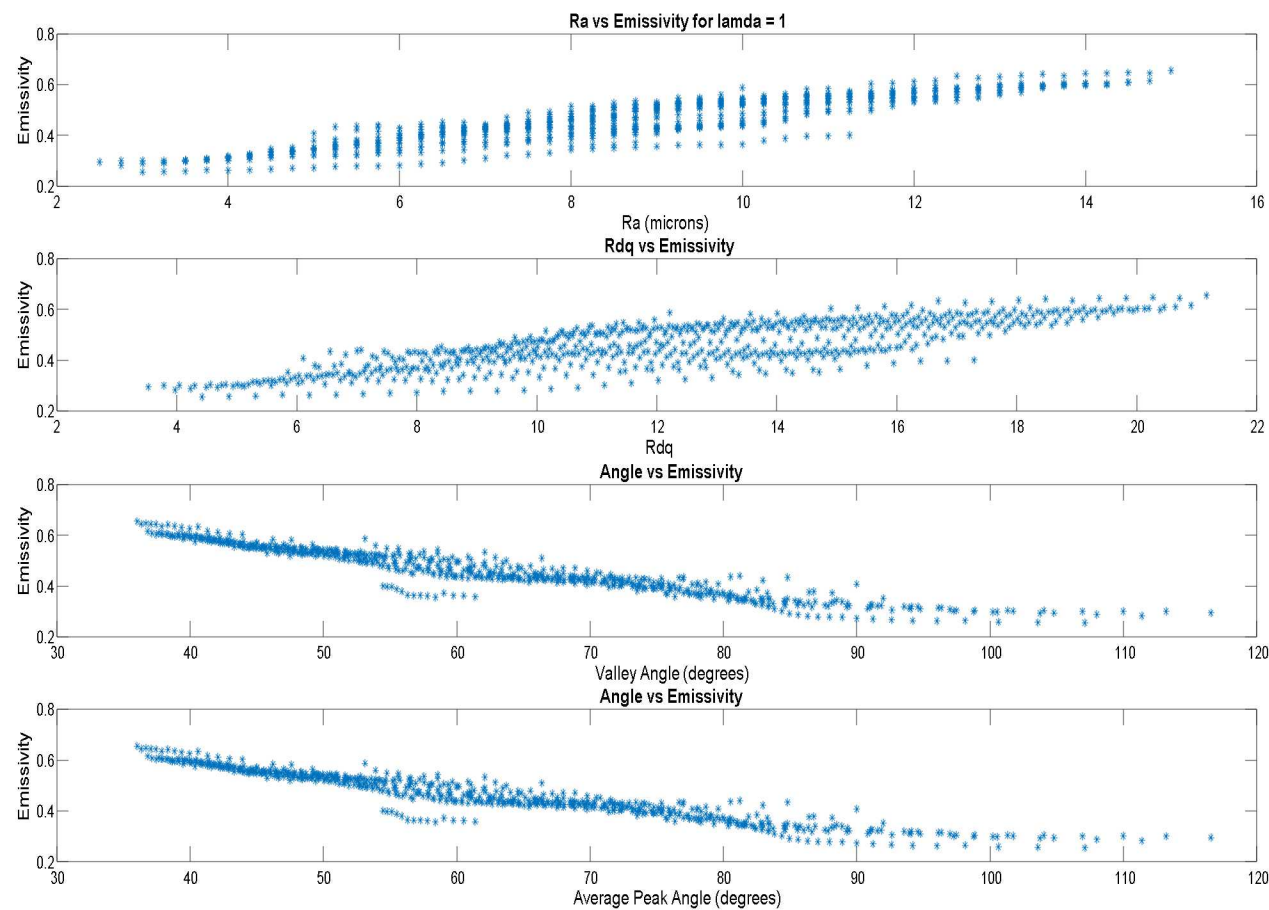 Ra vs Emissivity for lamda = 1
0.8
0.6
0.4
0.2
Emissivity
2 4 6 8 10 12 14 16
Ra (microns)
Rdq vs Emissivity
0.8
0.6
0.4
0.2
Emissivity
2 4 6 8 10 12 14 16 18 20 22
Rdq
Angle vs Emissivity
0.8
0.6
0.4
0.2
Emissivity
30 40 50 60 70 80 90 100 110 120
Valley Angle (degrees)
Angle vs Emissivity
0.8
0.6
0.4
0.2
Emissivity
30 40 50 60 70 80 90 100 110 120
Average Peak Angle (degrees)